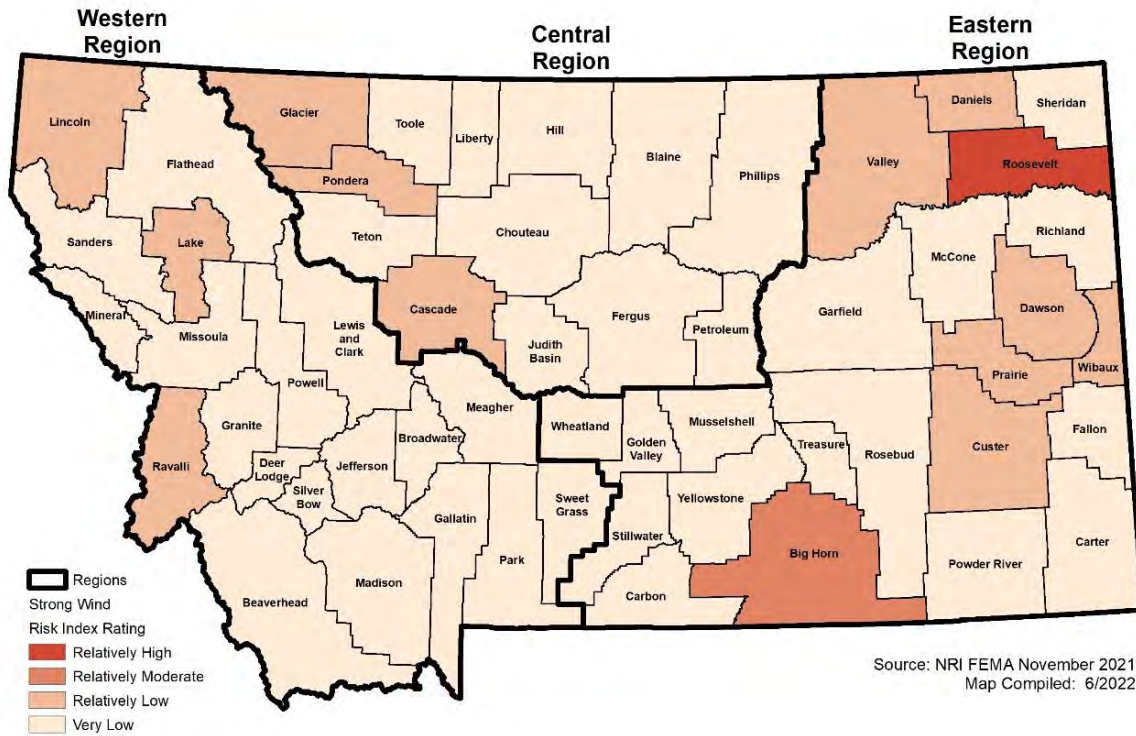 Western
Region
Central
Region
Eastern
Region
Lincoln
Flathead
Glacier
Toole
Liberty
Hill
Blaine
Phillips
Valley
Daniels
Sheridan
Roosevelt
Pondera
Teton
Chouteau
Sanders
Lake
Cascade
Judith
Basin
Fergus
Petroleum
Garfield
McCone
Richland
Dawson
Wibaux
Prairie
Mineral
Missoula
Powell
Lewis
and
Clark
Meagher
Wheatland
Golden
Valley
Musselshell
Treasure
Rosebud
Custer
Fallon
Ravalli
Granite
Deer
Lodge
Silver
Bow
Jefferson
Broadwater
Gallatin
Park
Sweet
Grass
Stillwater
Yellowstone
Big Horn
Carbon
Powder River
Carter
Beaverhead
Madison
Regions
Strong Wind
Risk Index Rating
Relatively High
Relatively Moderate
Relatively Low
Very Low
Source: NRI FEMA November 2021
Map Compiled: 6/2022